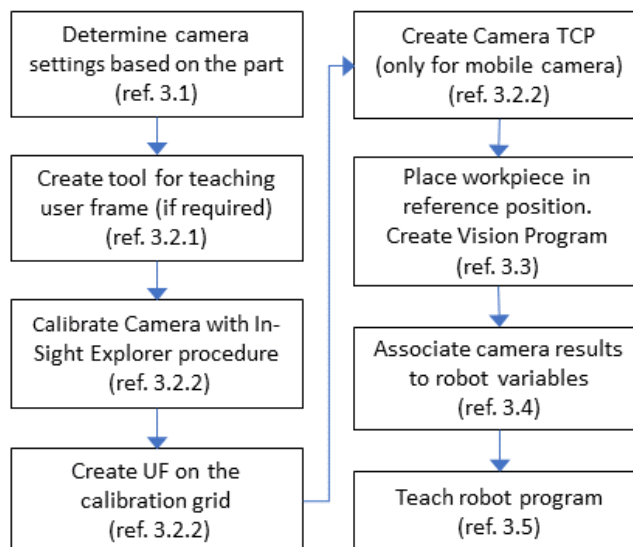 Determine camera
settings based on the part
(ref. 3.1)
Create tool for teaching
user frame (if required)
(ref. 3.2.1)
Calibrate Camera with In-
Sight Explorer procedure
(ref. 3.2.2)
Create UF on the
calibration grid
(ref. 3.2.2)
Create Camera TCP
(only for mobile camera)
(ref. 3.2.2)
Place workpiece in
reference position.
Create Vision Program
(ref. 3.3)
Associate camera results
to robot variables
(ref. 3.4)
Teach robot program
(ref. 3.5)